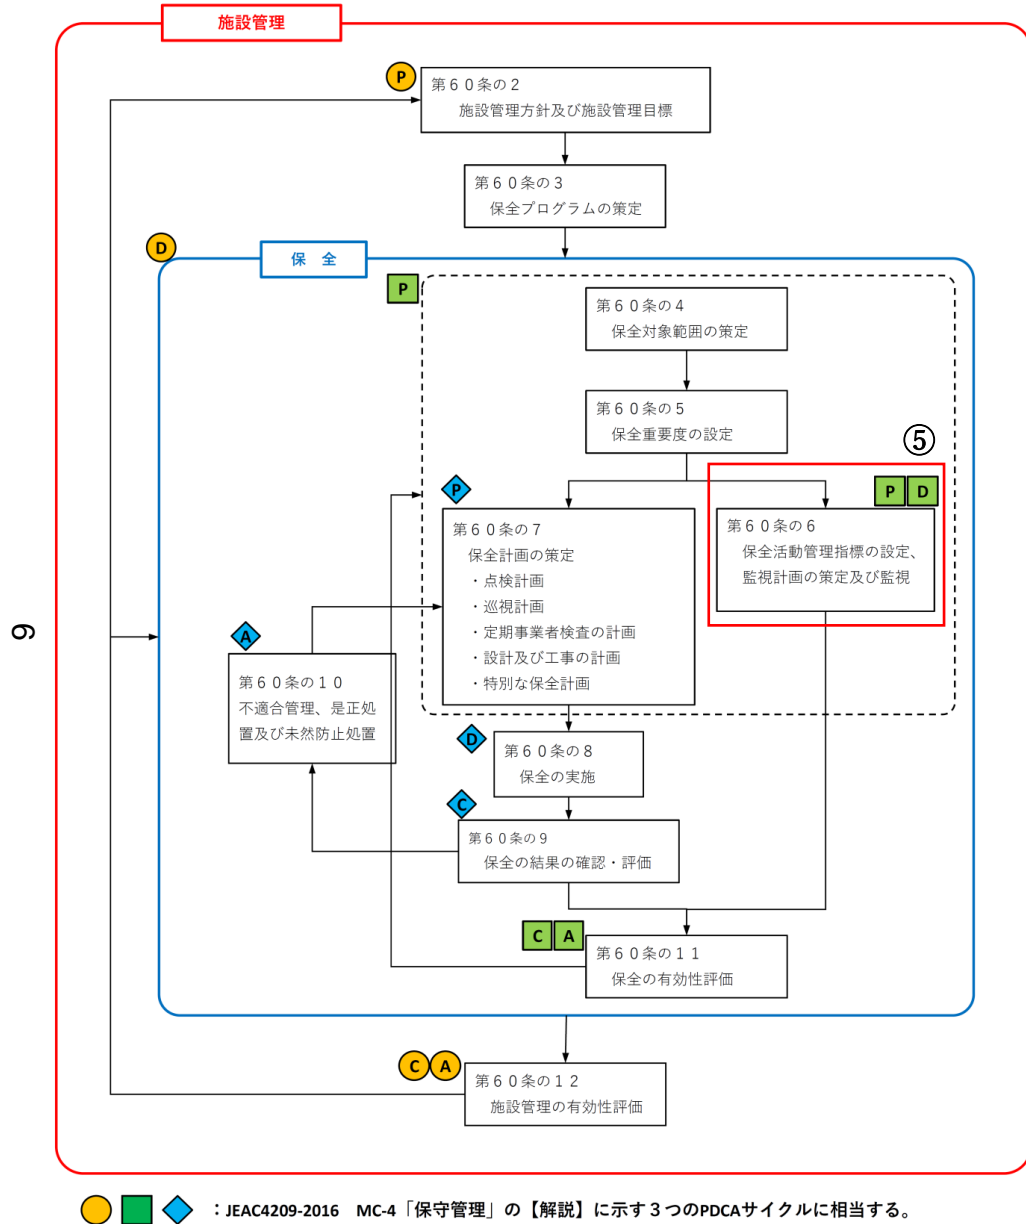 施設管理
P
第６０条の２
施設管理方針及び施設管理目標
第６０条の３
保全プログラムの策定
D
保　全
P
第６０条の４
保全対象範囲の策定
第６０条の５
保全重要度の設定
⑤
P
P D
第６０条の７
保全計画の策定
・点検計画
・巡視計画
・定期事業者検査の計画
・設計及び工事の計画
・特別な保全計画
第６０条の６
保全活動管理指標の設定、
監視計画の策定及び監視
9
A
第６０条の１０
不適合管理、是正処
置及び未然防止処置
D
第６０条の８
保全の実施
C
第６０条の９
保全の結果の確認・評価
C A
第６０条の１１
保全の有効性評価
C A
第６０条の１２
施設管理の有効性評価
：JEAC4209-2016　MC-4「保守管理」の【解説】に示す３つのPDCAサイクルに相当する。